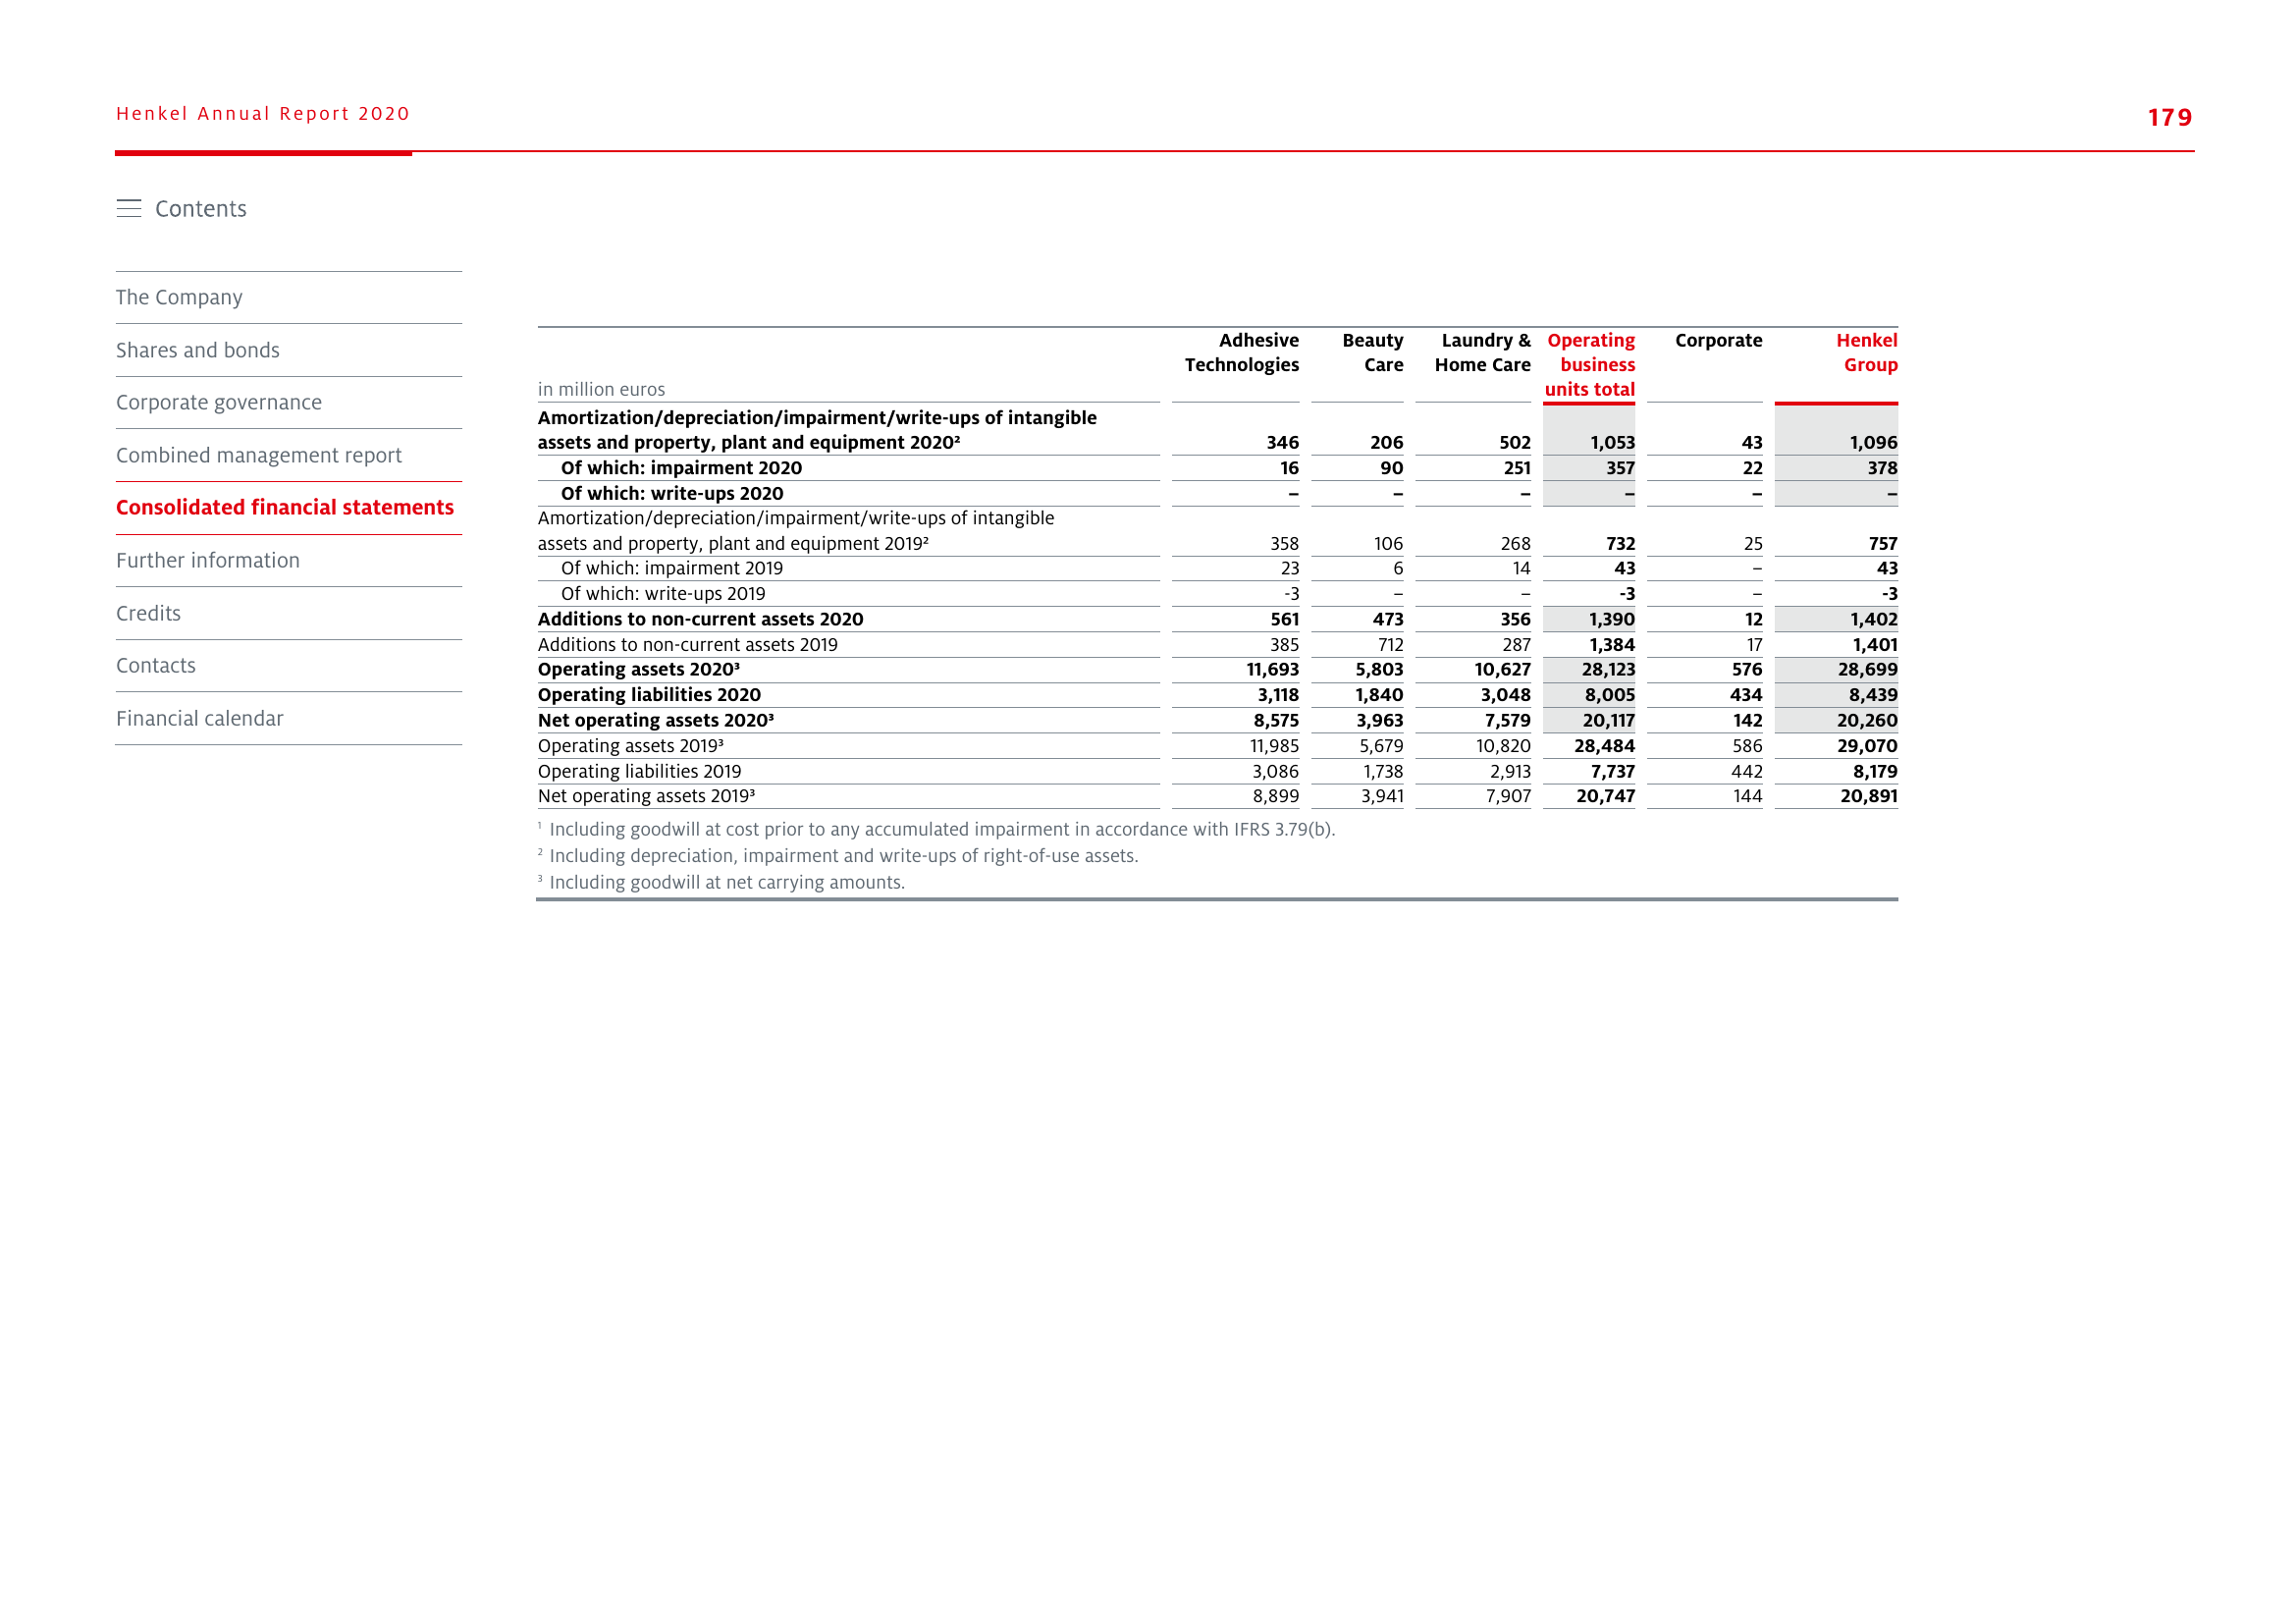 Henkel Annual Report 2020
179
Contents
The Company
Shares and bonds
Corporate governance
Combined management report
Consolidated financial statements
Further information
Credits
Contacts
Financial calendar
in million euros Adhesive Technologies Beauty Care Laundry & Home Care Operating business units total Corporate Henkel Group
Amortization/depreciation/impairment/write-ups of intangible
assets and property, plant and equipment 2020² 346 206 502 1,053 43 1,096
Of which: impairment 2020 16 90 251 357 22 378
Of which: write-ups 2020 – – – – – –
Amortization/depreciation/impairment/write-ups of intangible
assets and property, plant and equipment 2019² 358 106 268 732 25 757
Of which: impairment 2019 23 6 14 43 – 43
Of which: write-ups 2019 -3 – – -3 – -3
Additions to non-current assets 2020 561 473 356 1,390 12 1,402
Additions to non-current assets 2019 385 712 287 1,384 17 1,401
Operating assets 2020³ 11,693 5,803 10,627 28,123 576 28,699
Operating liabilities 2020 3,118 1,840 3,048 8,005 434 8,439
Net operating assets 2020³ 8,575 3,963 7,579 20,117 142 20,260
Operating assets 2019³ 11,985 5,679 10,820 28,484 586 29,070
Operating liabilities 2019 3,086 1,738 2,913 7,737 442 8,179
Net operating assets 2019³ 8,899 3,941 7,907 20,747 144 20,891
¹ Including goodwill at cost prior to any accumulated impairment in accordance with IFRS 3.79(b).
² Including depreciation, impairment and write-ups of right-of-use assets.
³ Including goodwill at net carrying amounts.